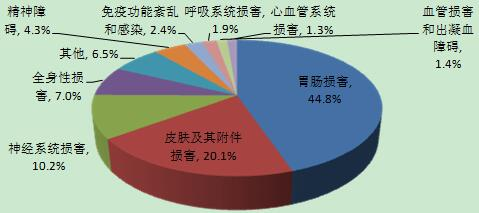 精神障
碍, 4.3%
免疫功能紊乱
和感染, 2.4%
呼吸系统损害,
1.9%
心血管系统
损害, 1.3%
血管损害
和出凝血
障碍,
1.4%
其他, 6.5%
全身性损
害, 7.0%
胃肠损害,
44.8%
神经系统损害,
10.2%
皮肤及其附件
损害, 20.1%